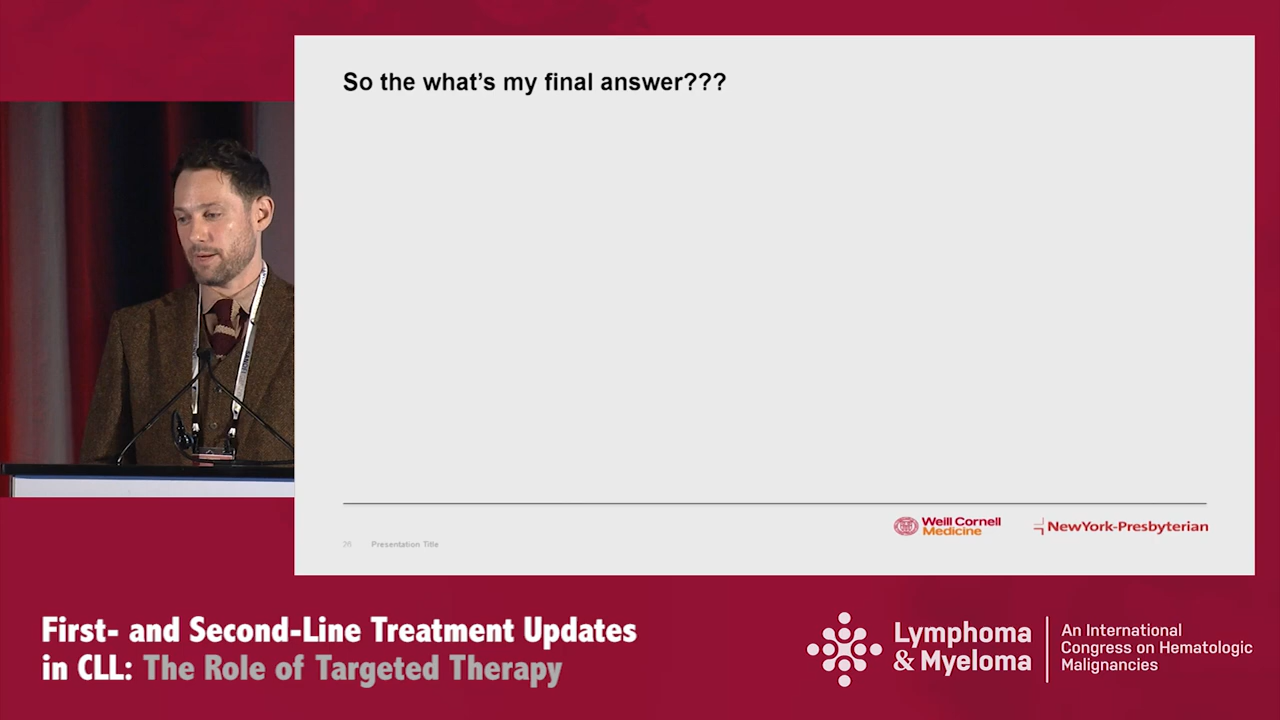 So the what's my final answer???
Weill Cornell
Medicine
NewYork-Presbyterian
26 Presentation Title
First- and Second-Line Treatment Updates
in CLL: The Role of Targeted Therapy
Lymphoma
& Myeloma
An International
Congress on Hematologic
Malignancies